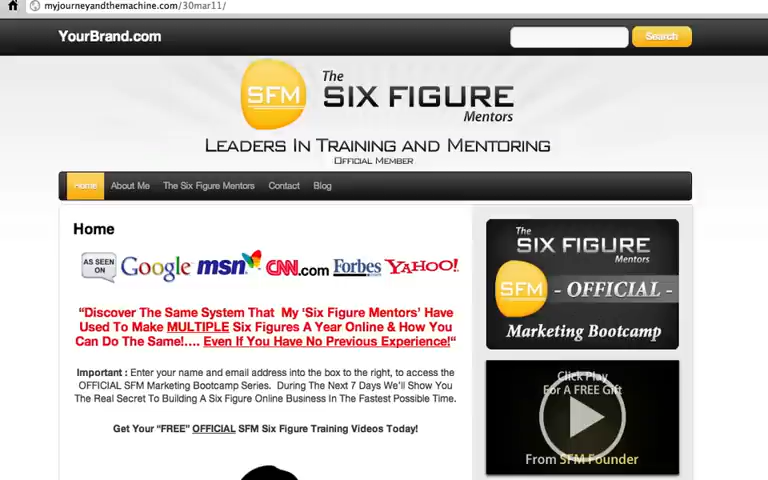 myjourneyandthemachine.com/30mar11/
YourBrand.com
Search
SFM
The
SIX FIGURE
Mentors
LEADERS IN TRAINING AND MENTORING
OFFICIAL MEMBER
Home
About Me
The Six Figure Mentors
Contact
Blog
Home
AS SEEN
ON
Google
msn
CNN.com
Forbes
YAHOO!
“Discover The Same System That My ‘Six Figure Mentors’ Have
Used To Make MULTIPLE Six Figures A Year Online & How You
Can Do The Same!…. Even If You Have No Previous Experience!“
Important : Enter your name and email address into the box to the right, to access the
OFFICIAL SFM Marketing Bootcamp Series. During The Next 7 Days We'll Show You
The Real Secret To Building A Six Figure Online Business In The Fastest Possible Time.
Get Your “FREE” OFFICIAL SFM Six Figure Training Videos Today!
The
SIX FIGURE
Mentors
SFM
- OFFICIAL -
Marketing Bootcamp
Click Play
For A FREE Gift
From SFM Founder